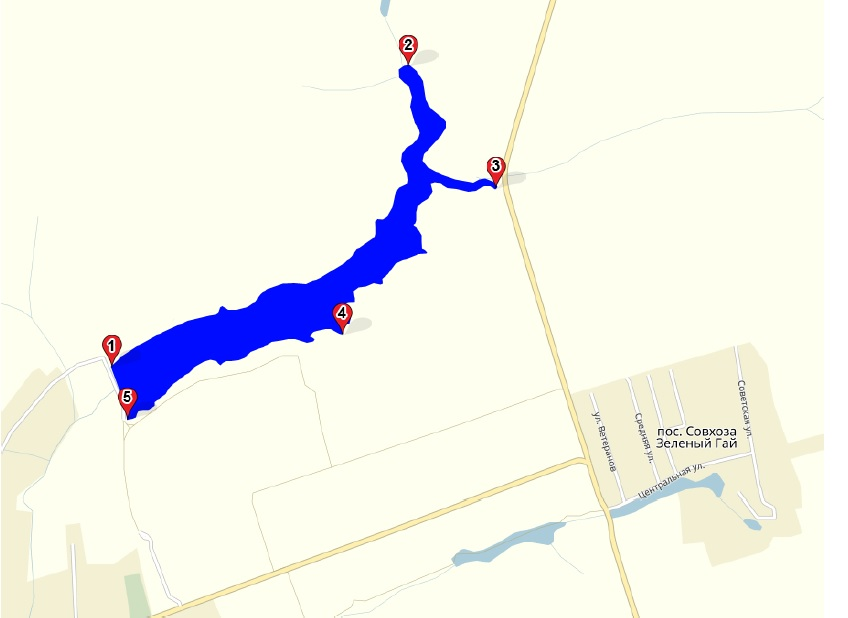 2
3
4
1
5
Советская ул.
ул. Ветеранов
Средняя ул.
пос. Совхоза
Зеленый Гай
Центральная ул.